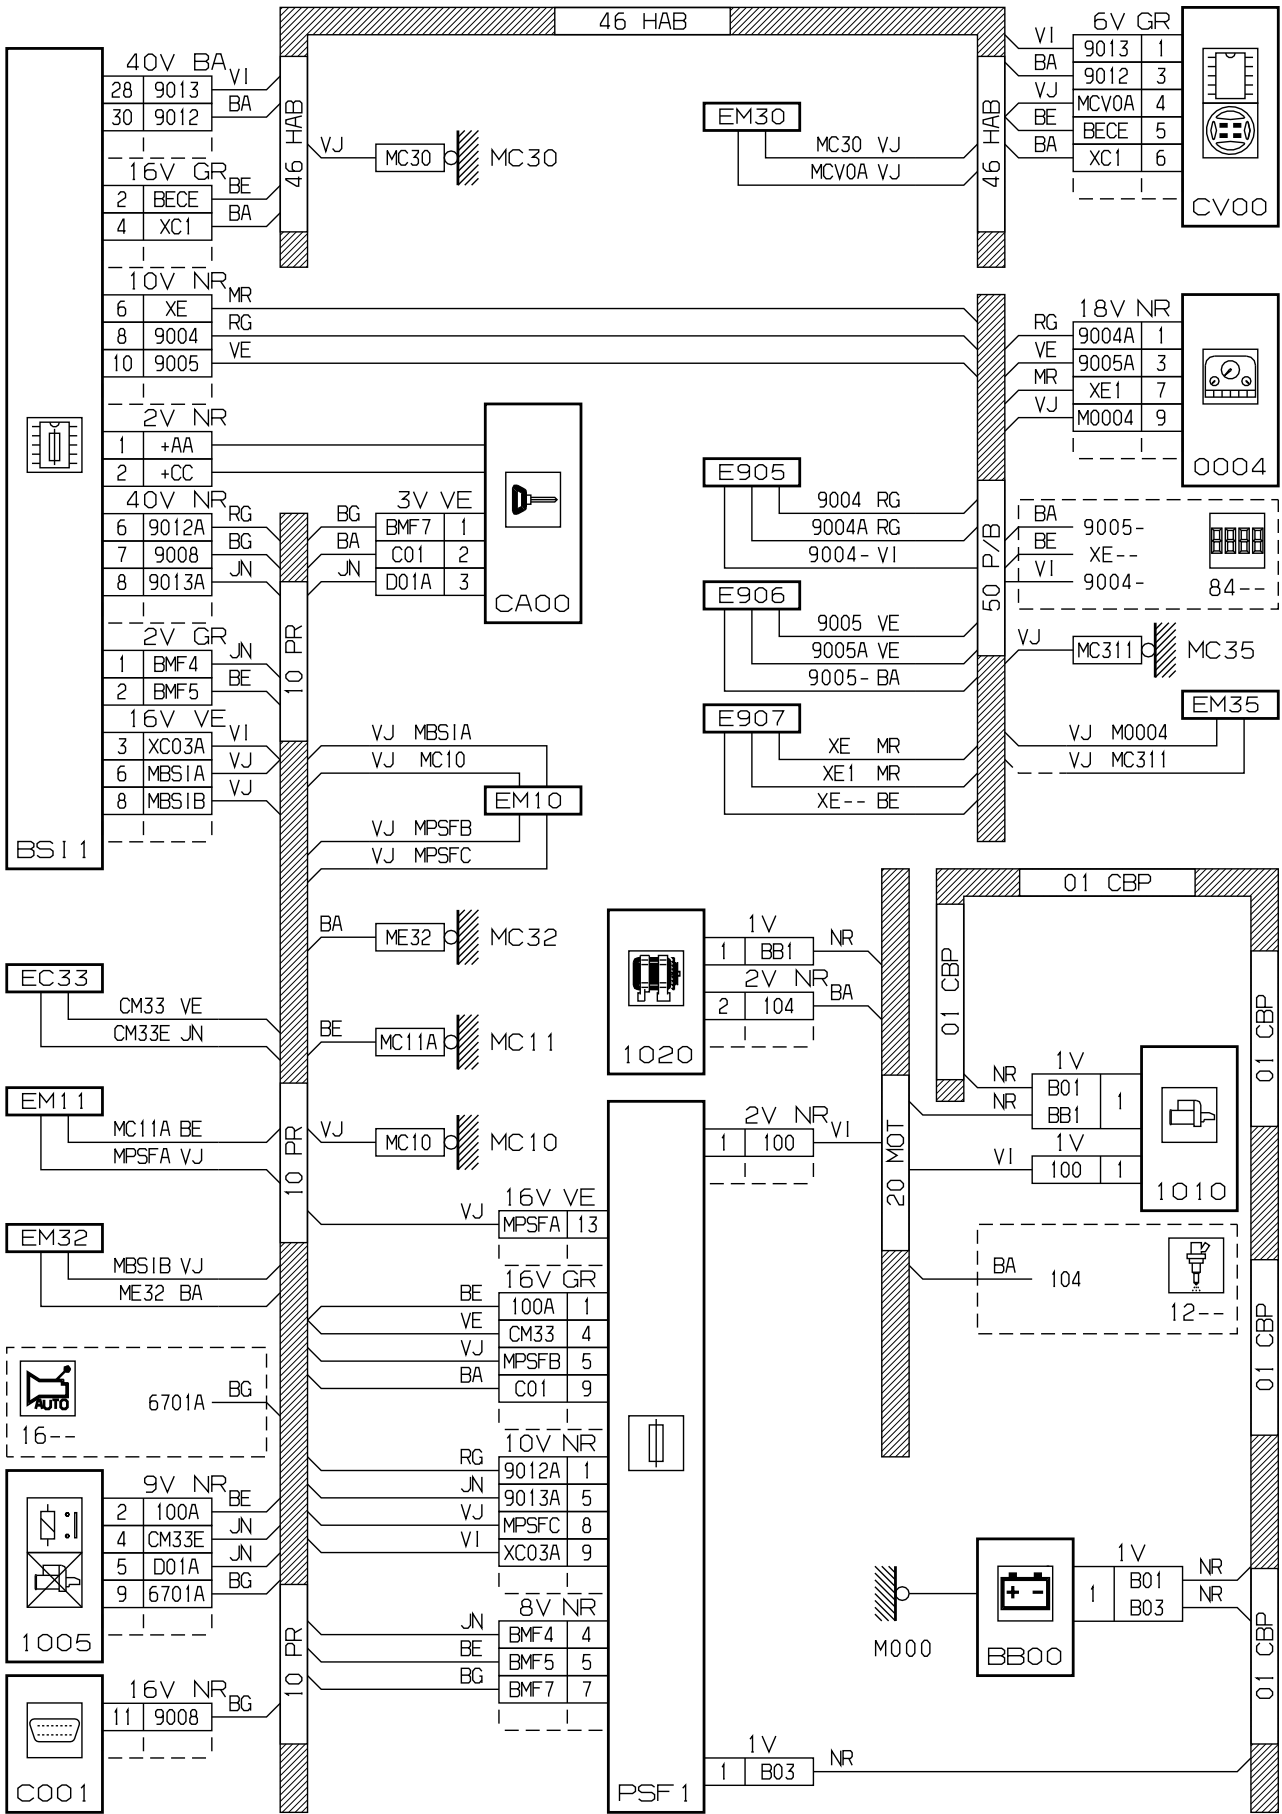 46 HAB
BSI1
40V BA
28 9013 VI
30 9012 BA
16V GR
2 BECE BE
4 XC1 BA
10V NR
6 XE MR
8 9004 RG
10 9005 VE
2V NR
1 +AA
2 +CC
40V NR
6 9012A RG
7 9008 BG
8 9013A JN
2V GR
1 BMF4 JN
2 BMF5 BE
16V VE
3 XC03A VI
6 MBSIA VJ
8 MBSIB VJ
46 HAB
VJ MC30 MC30
EM30
MC30 VJ
MCV0A VJ
46 HAB
6V GR
VI 9013 1
BA 9012 3
VJ MCV0A 4
BE BECE 5
BA XC1 6
CV00
18V NR
RG 9004A 1
VE 9005A 3
MR XE1 7
VJ M0004 9
0004
3V VE
BG BMF7 1
BA C01 2
JN D01A 3
CA00
10 PR
E905
9004 RG
9004A RG
9004- VI
E906
9005 VE
9005A VE
9005- BA
E907
XE MR
XE1 MR
XE-- BE
50 P/B
BA 9005-
BE XE--
VI 9004-
84--
VJ MC311 MC35
EM35
VJ M0004
VJ MC311
VJ MBSIA
VJ MC10
EM10
VJ MPSFB
VJ MPSFC
BA ME32 MC32
BE MC11A MC11
VJ MC10 MC10
EC33
CM33 VE
CM33E JN
EM11
MC11A BE
MPSFA VJ
10 PR
EM32
MBSIB VJ
ME32 BA
AUTO
6701A BG
16--
9V NR
2 100A BE
4 CM33E JN
5 D01A JN
9 6701A BG
1005
10 PR
16V NR
11 9008 BG
C001
1020
1V
1 BB1 NR
2V NR
2 104 BA
2V NR
1 100 VI
16V VE
VJ MPSFA 13
16V GR
BE 100A 1
VE CM33 4
VJ MPSFB 5
BA C01 9
10V NR
RG 9012A 1
JN 9013A 5
VJ MPSFC 8
VI XC03A 9
8V NR
JN BMF4 4
BE BMF5 5
BG BMF7 7
PSF1
1V
1 B03 NR
20 MOT
01 CBP
01 CBP
01 CBP
1V
NR B01
NR BB1
1
1V
VI 100 1
1010
BA 104
12--
01 CBP
M000
BB00
1V
1
B01 NR
B03 NR
01 CBP